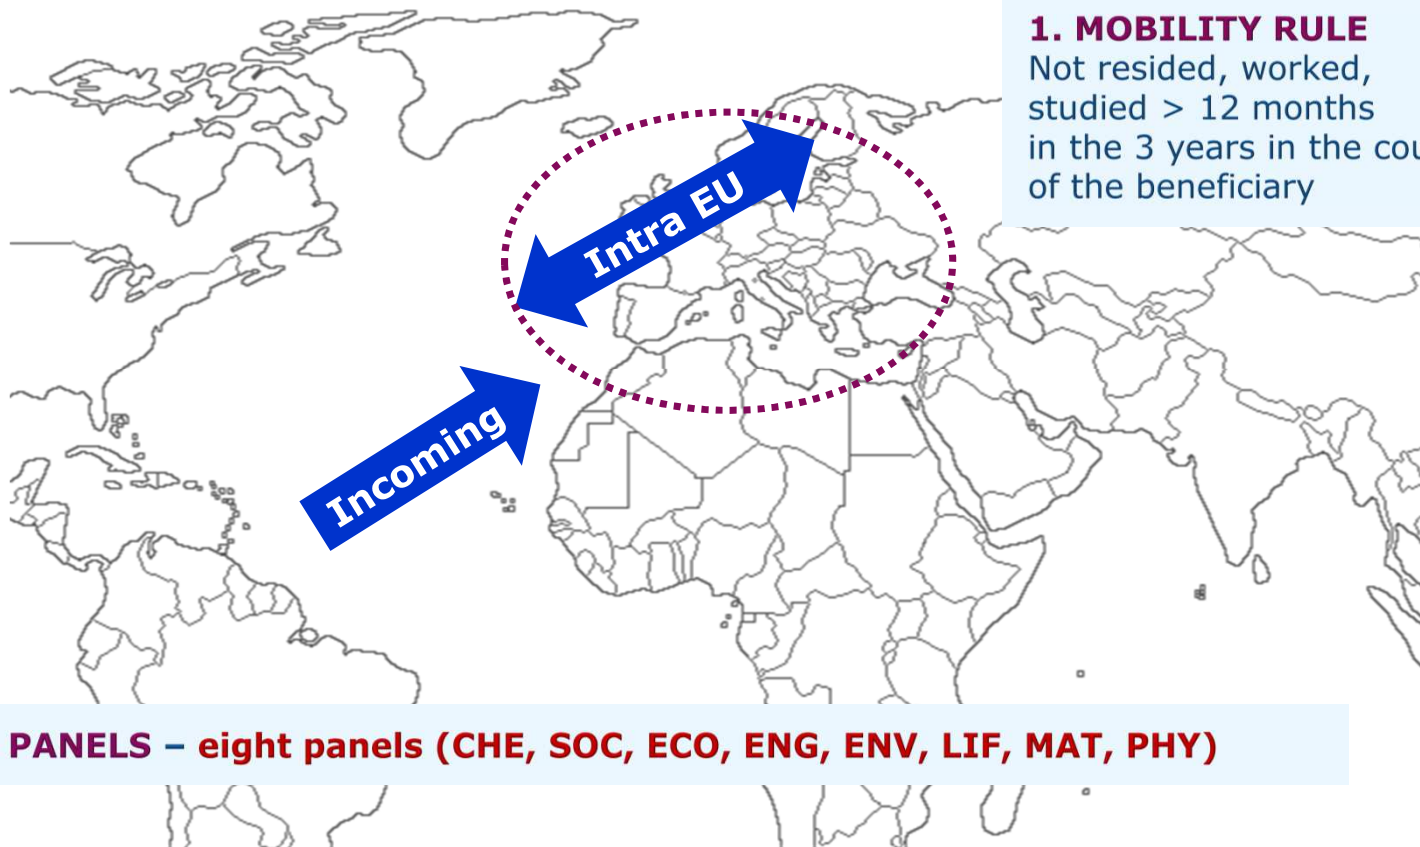 1. MOBILITY RULE
Not resided, worked,
studied > 12 months
in the 3 years in the cou
of the beneficiary
Intra EU
Incoming
PANELS – eight panels (CHE, SOC, ECO, ENG, ENV, LIF, MAT, PHY)